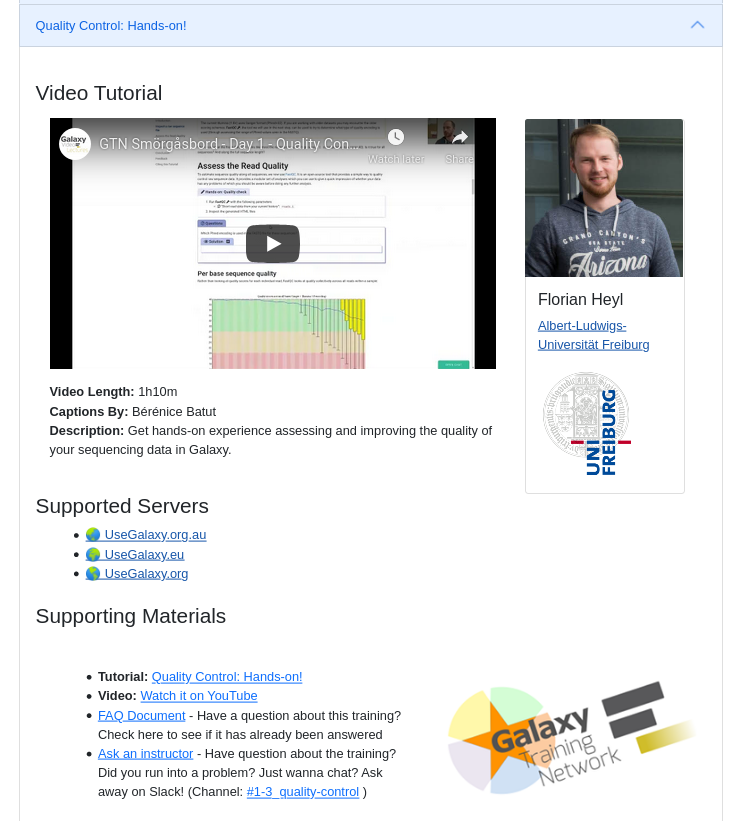 Quality Control: Hands-on!
Video Tutorial
Galaxy
GTN Smörgåsbord - Day 1 - Quality Con...
Watch later
Share
Assess the Read Quality
Hands-on: Quality check
Questions
Solution
Per base sequence quality
GRAND CANYON'S
USA STATE
Arizona
Florian Heyl
Albert-Ludwigs-
Universität Freiburg
UNI
FREIBURG
Video Length: 1h10m
Captions By: Bérénice Batut
Description: Get hands-on experience assessing and improving the quality of
your sequencing data in Galaxy.
Supported Servers
UseGalaxy.org.au
UseGalaxy.eu
UseGalaxy.org
Supporting Materials
Tutorial: Quality Control: Hands-on!
Video: Watch it on YouTube
FAQ Document - Have a question about this training?
Check here to see if it has already been answered
Ask an instructor - Have question about the training?
Did you run into a problem? Just wanna chat? Ask
away on Slack! (Channel: #1-3_quality-control )
Galaxy
Training
Network